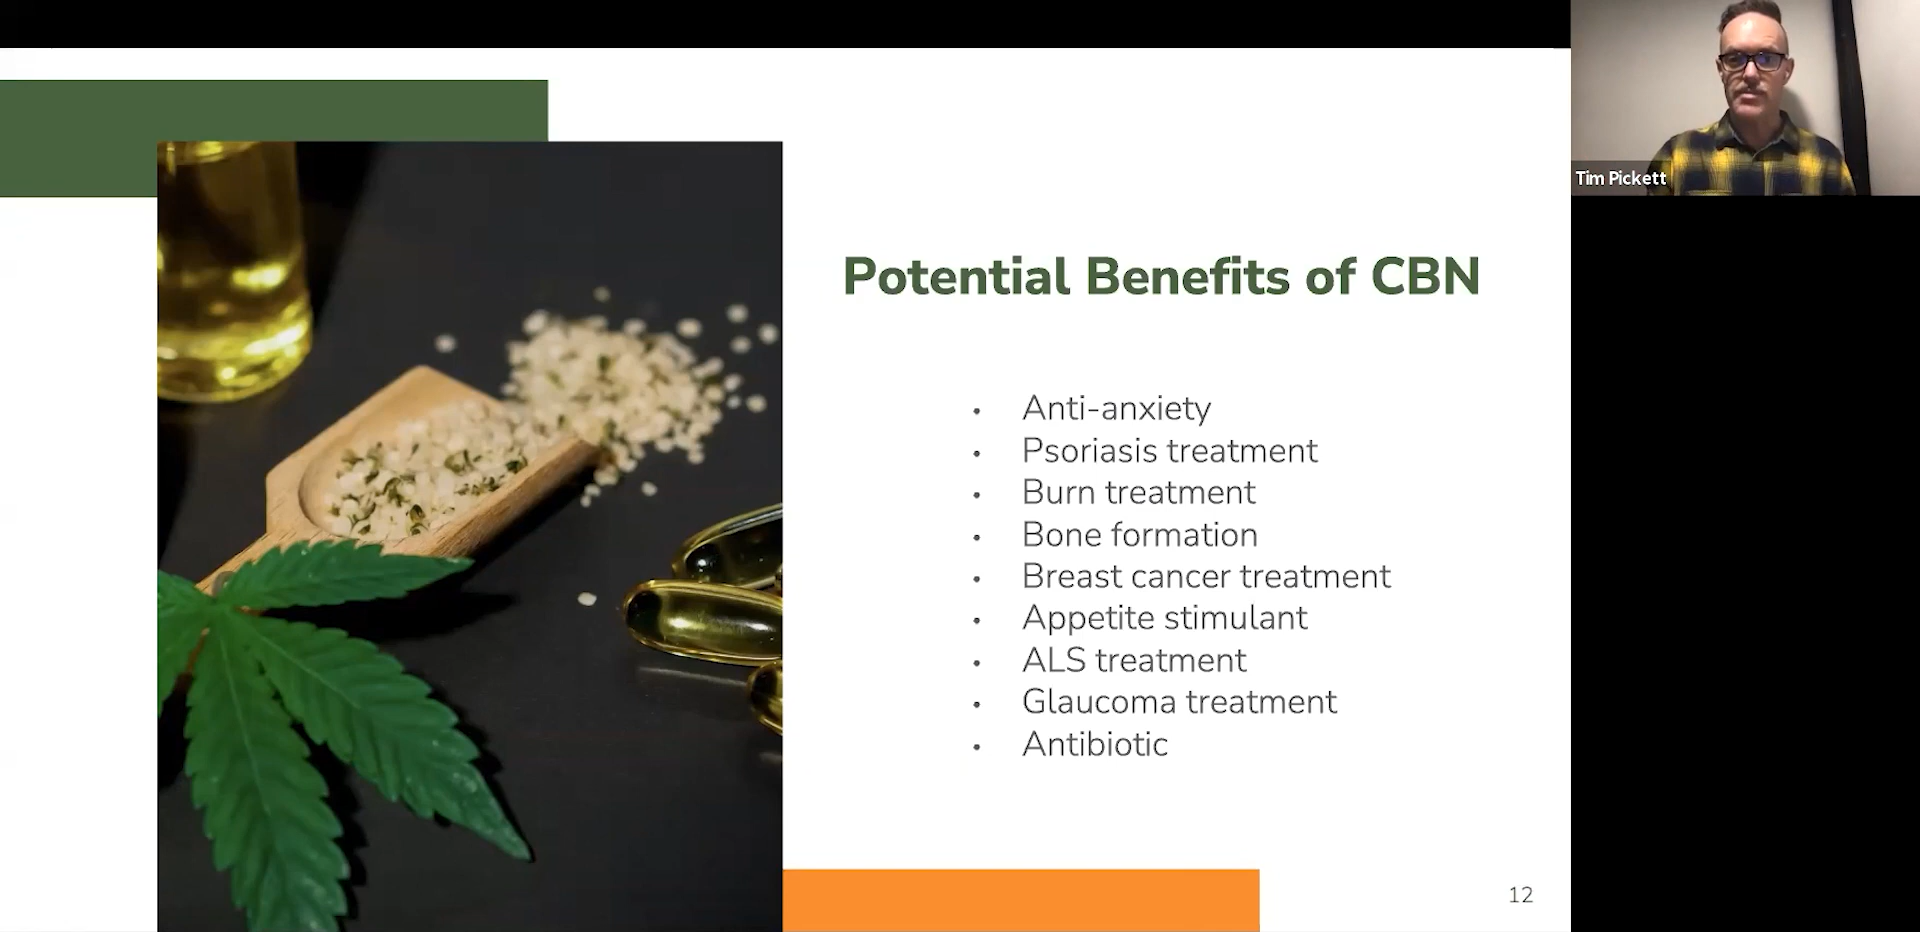 Tim Pickett
Potential Benefits of CBN
• Anti-anxiety
• Psoriasis treatment
• Burn treatment
• Bone formation
• Breast cancer treatment
• Appetite stimulant
• ALS treatment
• Glaucoma treatment
• Antibiotic
12